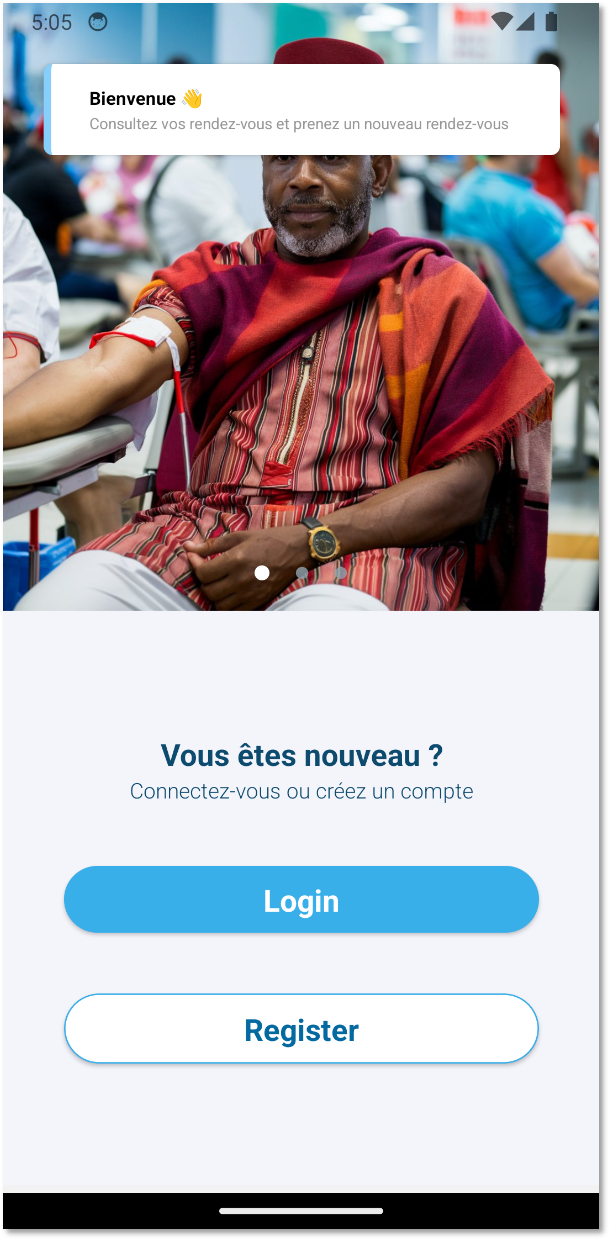 5:05
Bienvenue 👋
Consultez vos rendez-vous et prenez un nouveau rendez-vous
Vous êtes nouveau ?
Connectez-vous ou créez un compte
Login
Register